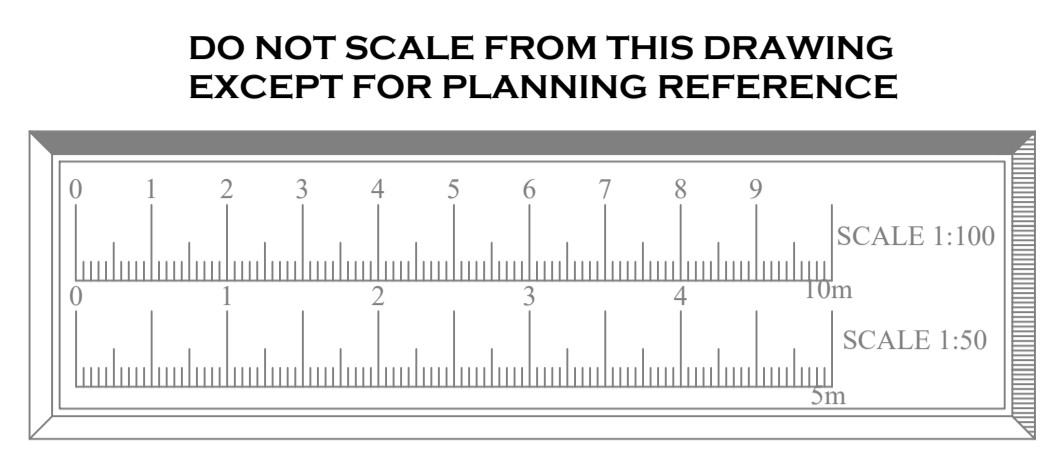 DO NOT SCALE FROM THIS DRAWING
EXCEPT FOR PLANNING REFERENCE
0 1 2 3 4 5 6 7 8 9
SCALE 1:100
10m
0 1 2 3 4
SCALE 1:50
5m